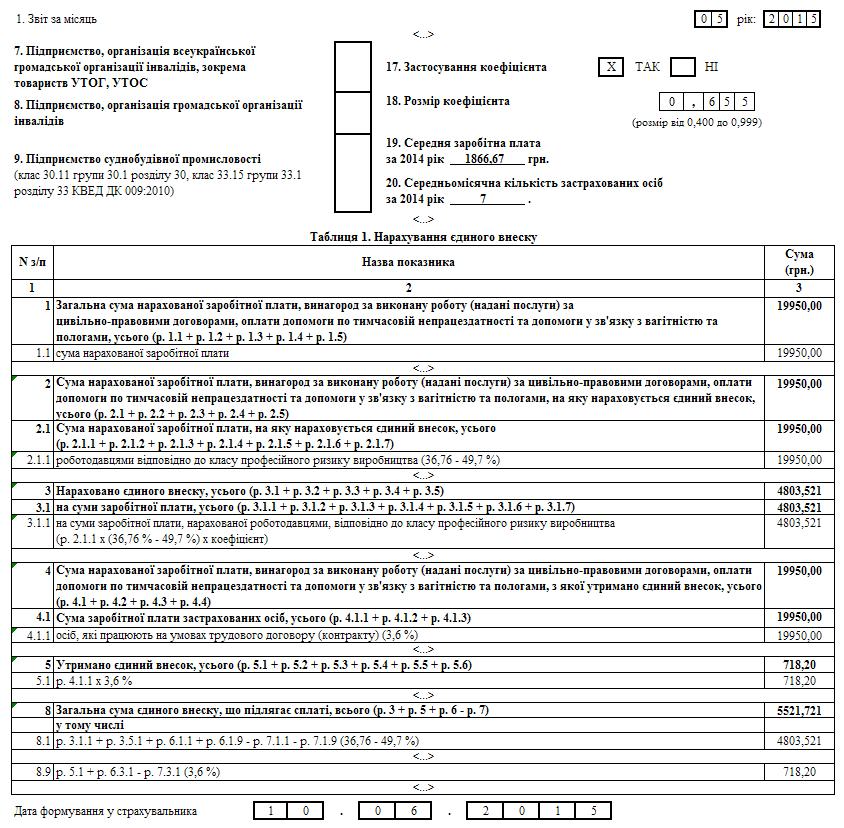 1. Звіт за місяць 0 5 рік: 2 0 1 5
<...>
7. Підприємство, організація всеукраїнської
громадської організації інвалідів, зокрема
товариств УТОГ, УТОС
8. Підприємство, організація громадської організації
інвалідів
9. Підприємство суднобудівної промисловості
(клас 30.11 групи 30.1 розділу 30, клас 33.15 групи 33.1
розділу 33 КВЕД ДК 009:2010)
17. Застосування коефіцієнта X ТАК НІ
18. Розмір коефіцієнта 0 , 6 5 5
(розмір від 0,400 до 0,999)
19. Середня заробітна плата
за 2014 рік 1866,67 грн.
20. Середньомісячна кількість застрахованих осіб
за 2014 рік 7 .
<...>
Таблиця 1. Нарахування єдиного внеску
N з/п Назва показника Сума
(грн.)
1 2 3
1 Загальна сума нарахованої заробітної плати, винагород за виконану роботу (надані послуги) за 19950,00
цивільно-правовими договорами, оплати допомоги по тимчасовій непрацездатності та допомоги у зв'язку з вагітністю та
пологами, усього (р. 1.1 + р. 1.2 + р. 1.3 + р. 1.4 + р. 1.5)
1.1 сума нарахованої заробітної плати 19950,00
<...>
2 Сума нарахованої заробітної плати, винагород за виконану роботу (надані послуги) за цивільно-правовими договорами, оплати 19950,00
допомоги по тимчасовій непрацездатності та допомоги у зв'язку з вагітністю та пологами, на яку нараховується єдиний внесок,
усього (р. 2.1 + р. 2.2 + р. 2.3 + р. 2.4 + р. 2.5)
2.1 Сума нарахованої заробітної плати, на яку нараховується єдиний внесок, усього 19950,00
(р. 2.1.1 + р. 2.1.2 + р. 2.1.3 + р. 2.1.4 + р. 2.1.5 + р. 2.1.6 + р. 2.1.7)
2.1.1 роботодавцями відповідно до класу професійного ризику виробництва (36,76 - 49,7 %) 19950,00
<...>
3 Нараховано єдиного внеску, усього (р. 3.1 + р. 3.2 + р. 3.3 + р. 3.4 + р. 3.5) 4803,521
3.1 на суми заробітної плати, усього (р. 3.1.1 + р. 3.1.2 + р. 3.1.3 + р. 3.1.4 + р. 3.1.5 + р. 3.1.6 + р. 3.1.7) 4803,521
3.1.1 на суми заробітної плати, нарахованої роботодавцями, відповідно до класу професійного ризику виробництва 4803,521
(р. 2.1.1 х (36,76 % - 49,7 %) х коефіцієнт)
<...>
4 Сума нарахованої заробітної плати, винагород за виконану роботу (надані послуги) за цивільно-правовими договорами, оплати 19950,00
допомоги по тимчасовій непрацездатності та допомоги у зв'язку з вагітністю та пологами, з якої утримано єдиний внесок, усього
(р. 4.1 + р. 4.2 + р. 4.3 + р. 4.4)
4.1 Сума заробітної плати застрахованих осіб, усього (р. 4.1.1 + р. 4.1.2 + р. 4.1.3) 19950,00
4.1.1 осіб, які працюють на умовах трудового договору (контракту) (3,6 %) 19950,00
<...>
5 Утримано єдиний внесок, усього (р. 5.1 + р. 5.2 + р. 5.3 + р. 5.4 + р. 5.5 + р. 5.6) 718,20
5.1 р. 4.1.1 х 3,6 % 718,20
<...>
8 Загальна сума єдиного внеску, що підлягає сплаті, всього (р. 3 + р. 5 + р. 6 - р. 7) 5521,721
у тому числі
8.1 р. 3.1.1 + р. 3.5.1 + р. 6.1.1 + р. 6.1.9 - р. 7.1.1 - р. 7.1.9 (36,76 - 49,7 %) 4803,521
<...>
8.9 р. 5.1 + р. 6.3.1 - р. 7.3.1 (3,6 %) 718,20
<...>
Дата формування у страхувальника 1 0 . 0 6 . 2 0 1 5